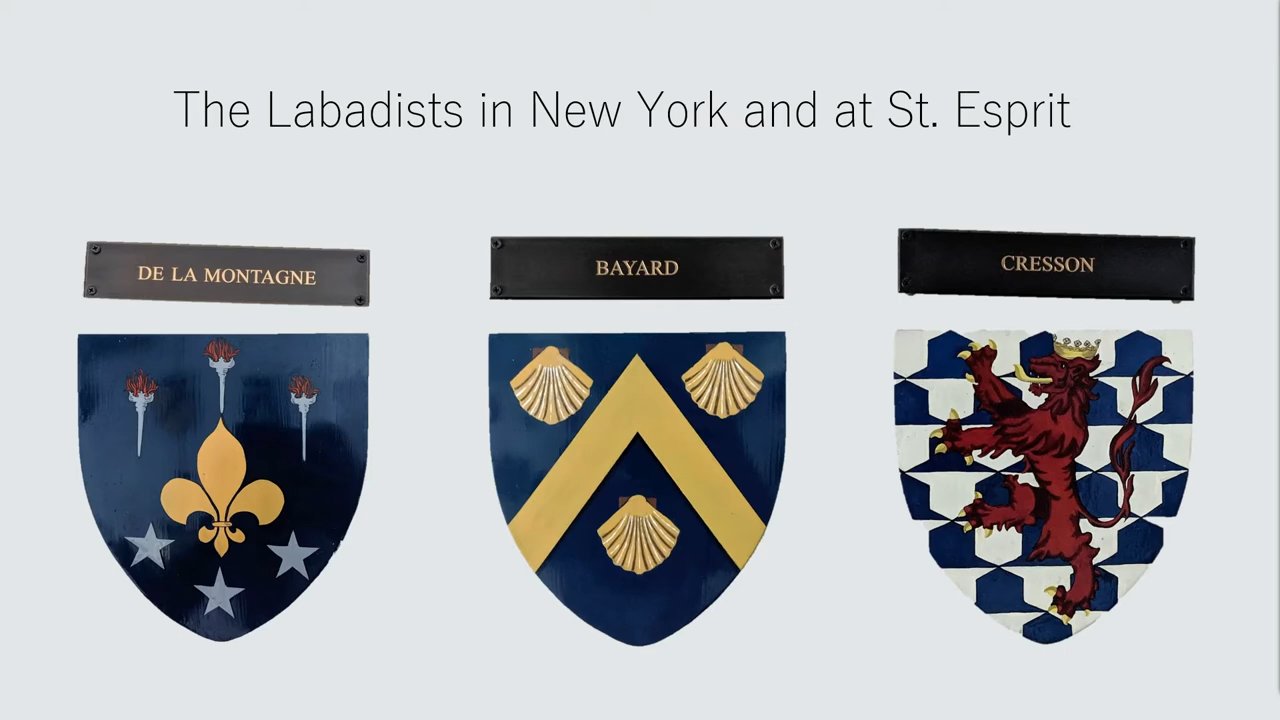 The Labadists in New York and at St. Esprit
DE LA MONTAGNE
BAYARD
CRESSON